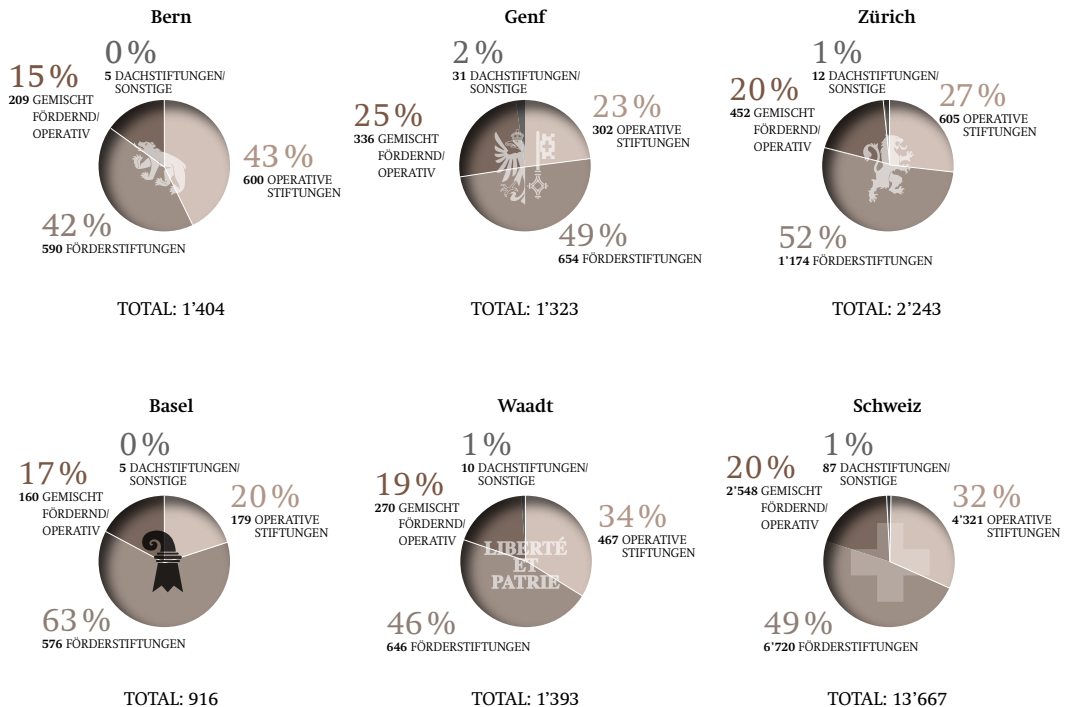 Bern
0 %
5 DACHSTIFTUNGEN/
SONSTIGE
15 %
209 GEMISCHT
FÖRDERND/
OPERATIV
43 %
600 OPERATIVE
STIFTUNGEN
42 %
590 FÖRDERSTIFTUNGEN
TOTAL: 1’404
Genf
2 %
31 DACHSTIFTUNGEN/
SONSTIGE
25 %
336 GEMISCHT
FÖRDERND/
OPERATIV
23 %
302 OPERATIVE
STIFTUNGEN
49 %
654 FÖRDERSTIFTUNGEN
TOTAL: 1’323
Zürich
1 %
12 DACHSTIFTUNGEN/
SONSTIGE
20 %
452 GEMISCHT
FÖRDERND/
OPERATIV
27 %
605 OPERATIVE
STIFTUNGEN
52 %
1’174 FÖRDERSTIFTUNGEN
TOTAL: 2’243
Basel
0 %
5 DACHSTIFTUNGEN/
SONSTIGE
17 %
160 GEMISCHT
FÖRDERND/
OPERATIV
20 %
179 OPERATIVE
STIFTUNGEN
63 %
576 FÖRDERSTIFTUNGEN
TOTAL: 916
Waadt
1 %
10 DACHSTIFTUNGEN/
SONSTIGE
19 %
270 GEMISCHT
FÖRDERND/
OPERATIV
34 %
467 OPERATIVE
STIFTUNGEN
LIBERTÉ
ET
PATRIE
46 %
646 FÖRDERSTIFTUNGEN
TOTAL: 1’393
Schweiz
1 %
87 DACHSTIFTUNGEN/
SONSTIGE
20 %
2’548 GEMISCHT
FÖRDERND/
OPERATIV
32 %
4’321 OPERATIVE
STIFTUNGEN
49 %
6’720 FÖRDERSTIFTUNGEN
TOTAL: 13’667